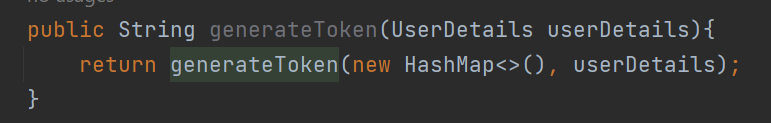 public String generateToken(UserDetails userDetails){
    return generateToken(new HashMap<>(), userDetails);
}